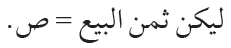 ليكن ثمن البيع = ص.